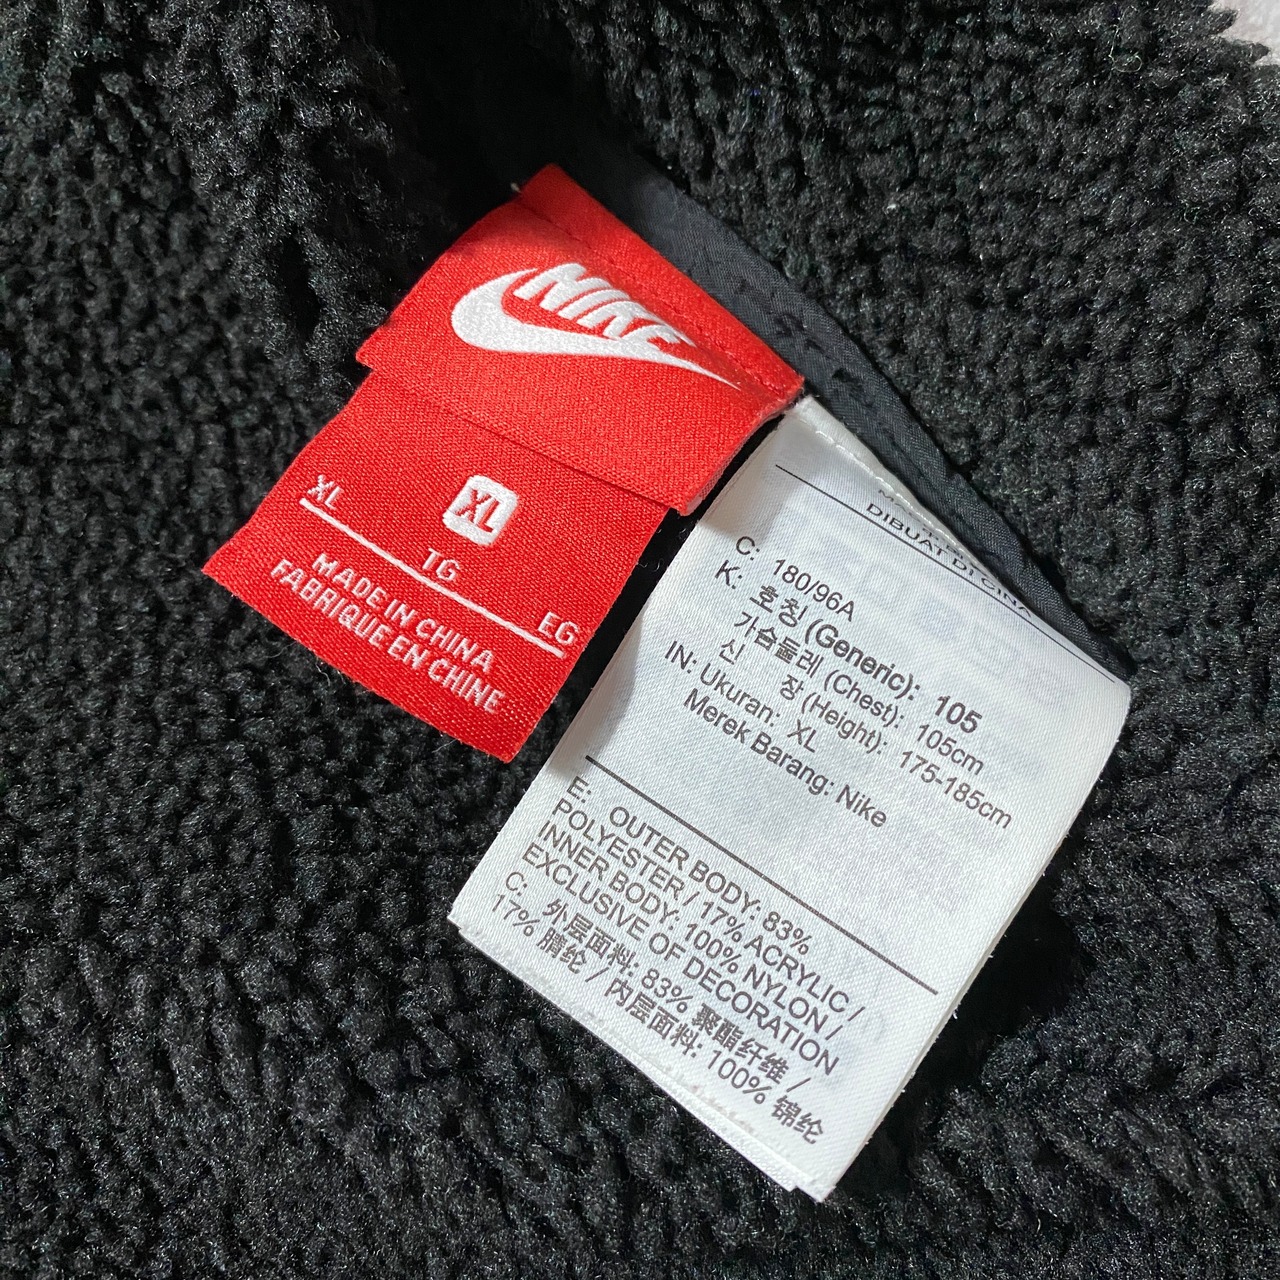 NIKE
XL
XL
TG
EG
MADE IN CHINA
FABRIQUE EN CHINE
DIBUAT DI CINA
C: 180/96A
K: 호칭 (Generic): 105
가슴둘레 (Chest): 105cm
신 장 (Height): 175-185cm
IN: Ukuran: XL
Merek Barang: Nike
E: OUTER BODY: 83%
POLYESTER / 17% ACRYLIC /
INNER BODY: 100% NYLON /
EXCLUSIVE OF DECORATION
C: 外层面料: 83% 聚酯纤维 /
17% 腈纶 / 内层面料: 100% 锦纶